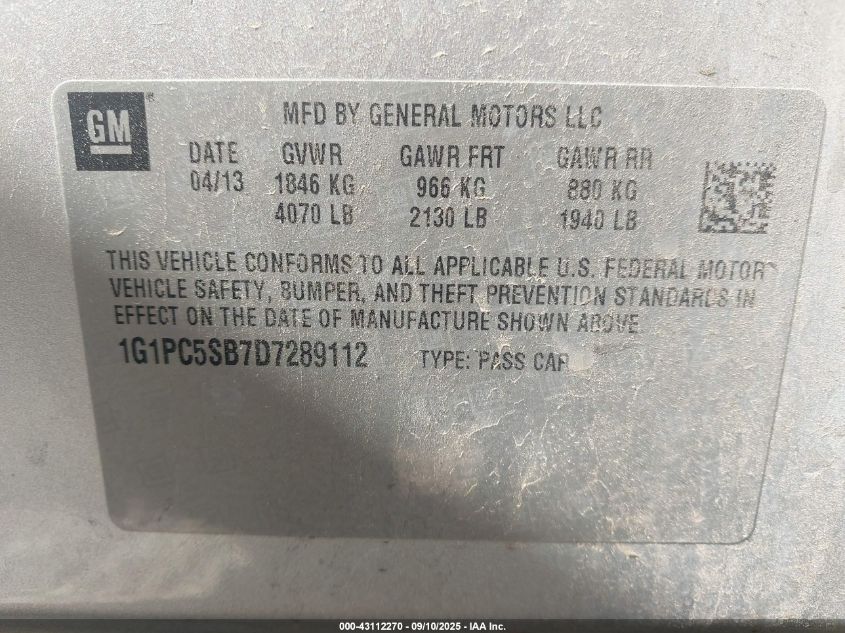 GM
MFD BY GENERAL MOTORS LLC
DATE GVWR GAWR FRT GAWR RR
04/13 1846 KG 966 KG 880 KG
4070 LB 2130 LB 1940 LB
THIS VEHICLE CONFORMS TO ALL APPLICABLE U.S. FEDERAL MOTOR
VEHICLE SAFETY, BUMPER, AND THEFT PREVENTION STANDARDS IN
EFFECT ON THE DATE OF MANUFACTURE SHOWN ABOVE
1G1PC5SB7D7289112 TYPE: PASS CAR
000-43112270 - 09/10/2025 - IAA Inc.